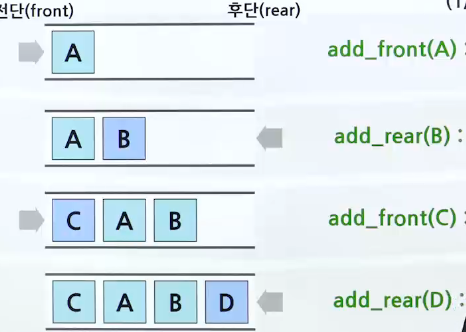 전단(front) 후단(rear)
A add_front(A) :
A B add_rear(B) :
C A B add_front(C) :
C A B D add_rear(D) :